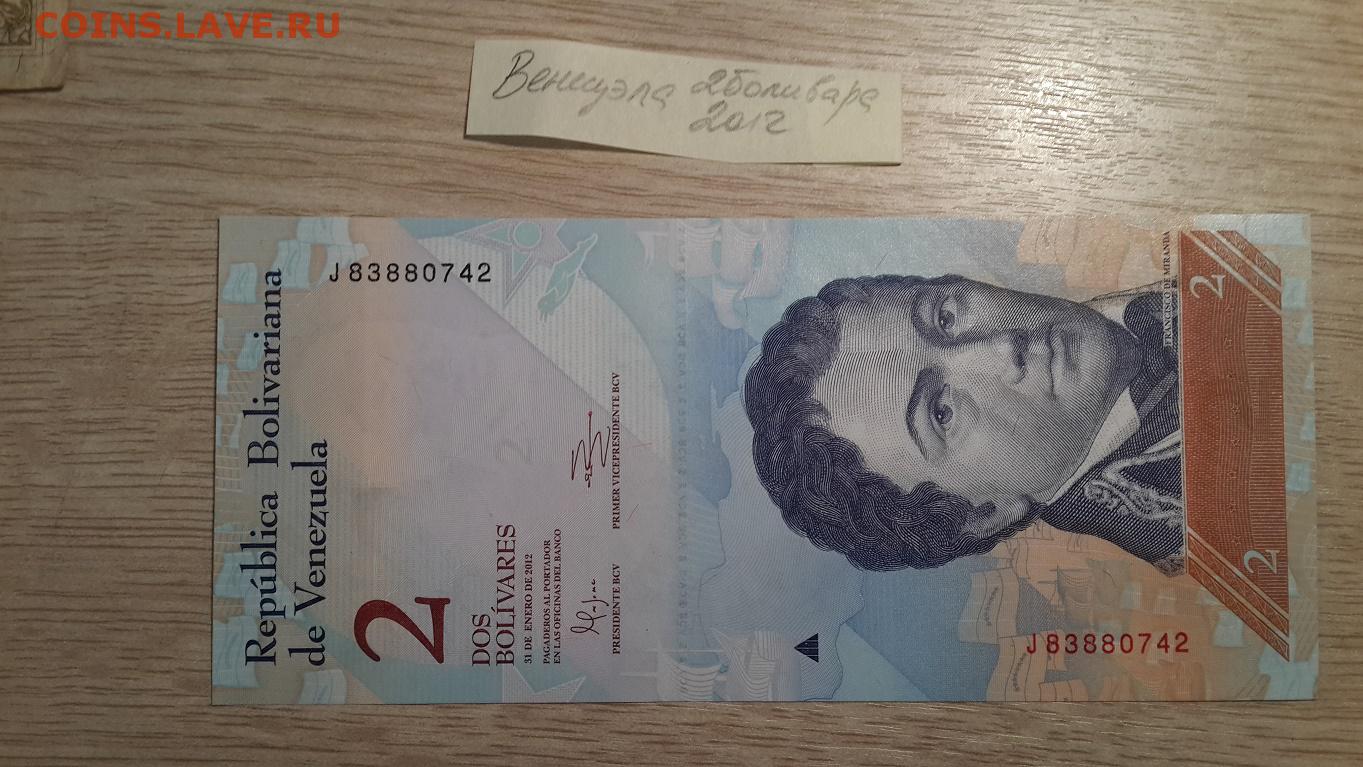 COINS.LAVE.RU
Венисуэла 2боливара
2012
República Bolivariana
de Venezuela
J83880742
2
DOS
BOLÍVARES
31 DE ENERO DE 2012
PAGADEROS AL PORTADOR
EN LAS OFICINAS DEL BANCO
PRESIDENTE BCV
PRIMER VICEPRESIDENTE BCV
FRANCISCO DE MIRANDA
2
2
J83880742